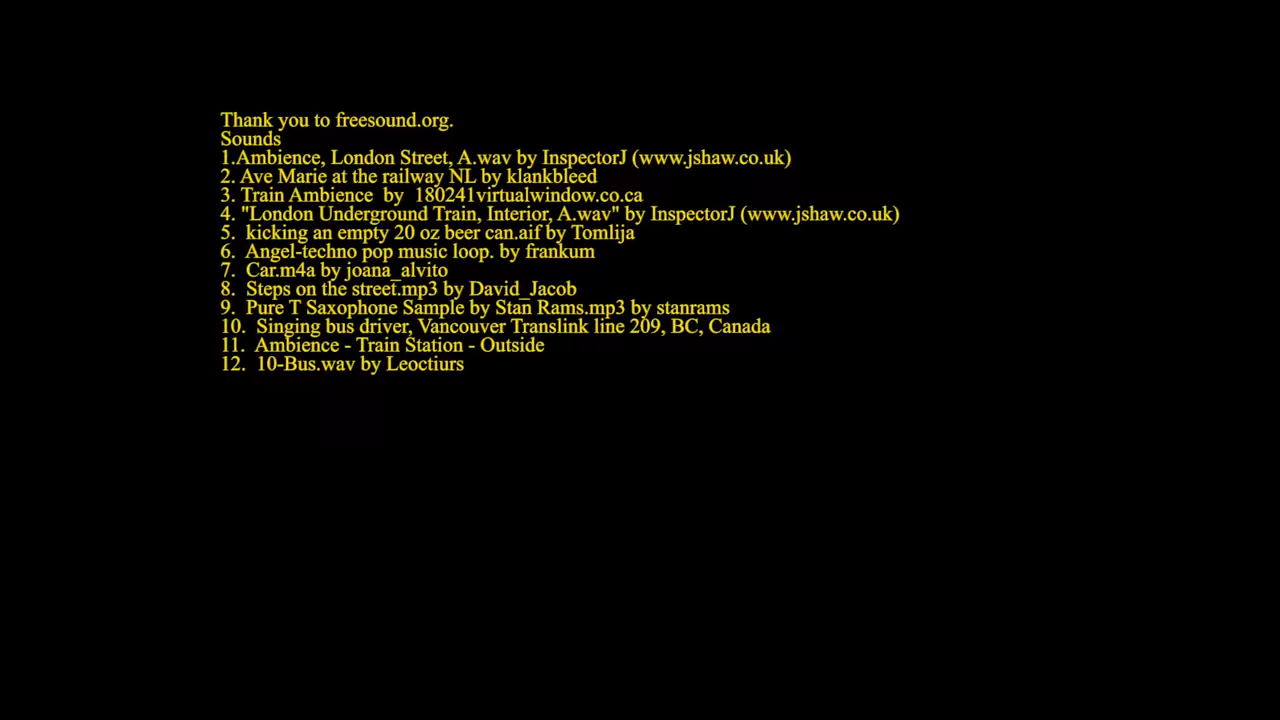 Thank you to freesound.org.
Sounds
1.Ambience, London Street, A.wav by InspectorJ (www.jshaw.co.uk)
2. Ave Marie at the railway NL by klankbleed
3. Train Ambience  by  180241virtualwindow.co.ca
4. "London Underground Train, Interior, A.wav" by InspectorJ (www.jshaw.co.uk)
5.  kicking an empty 20 oz beer can.aif by Tomlija
6.  Angel-techno pop music loop. by frankum
7.  Car.m4a by joana_alvito
8.  Steps on the street.mp3 by David_Jacob
9.  Pure T Saxophone Sample by Stan Rams.mp3 by stanrams
10.  Singing bus driver, Vancouver Translink line 209, BC, Canada
11.  Ambience - Train Station - Outside
12.  10-Bus.wav by Leoctiurs